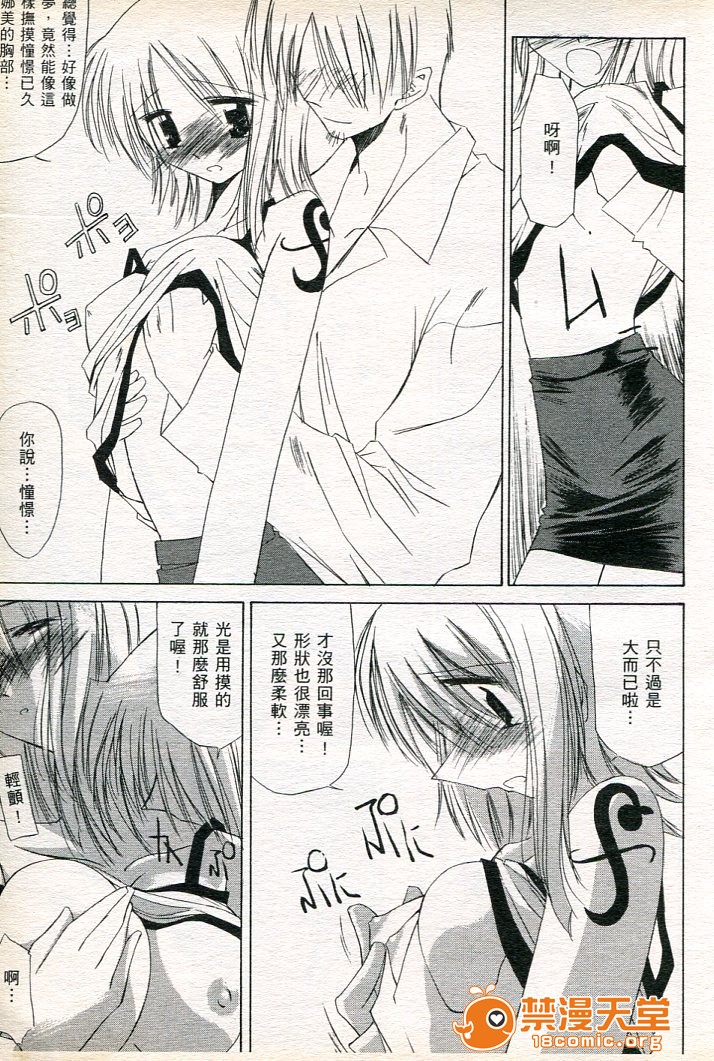 呀啊！
ム
總覺得…好像做
夢，竟然能像這
樣撫摸憧憬已久
娜美的胸部…
ポヨ
ポヨ
你說…憧憬…
只不過是
大而已啦…
才沒那回事喔！
形狀也很漂亮…
又那麼柔軟…
光是用摸的
就那麼舒服
了喔！
輕顫！
啊…
禁漫天堂
18comic.org